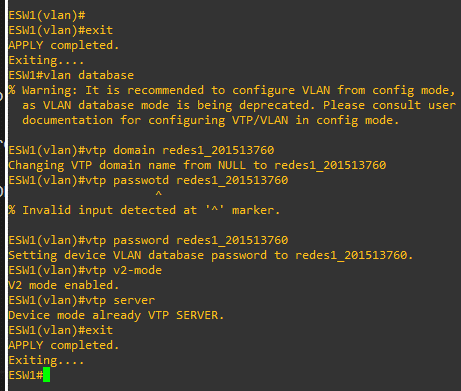 ESW1(vlan)#
ESW1(vlan)#exit
APPLY completed.
Exiting....
ESW1#vlan database
% Warning: It is recommended to configure VLAN from config mode,
as VLAN database mode is being deprecated. Please consult user
documentation for configuring VTP/VLAN in config mode.
ESW1(vlan)#vtp domain redes1_201513760
Changing VTP domain name from NULL to redes1_201513760
ESW1(vlan)#vtp passwotd redes1_201513760
^
% Invalid input detected at '^' marker.
ESW1(vlan)#vtp password redes1_201513760
Setting device VLAN database password to redes1_201513760.
ESW1(vlan)#vtp v2-mode
V2 mode enabled.
ESW1(vlan)#vtp server
Device mode already VTP SERVER.
ESW1(vlan)#exit
APPLY completed.
Exiting....
ESW1#